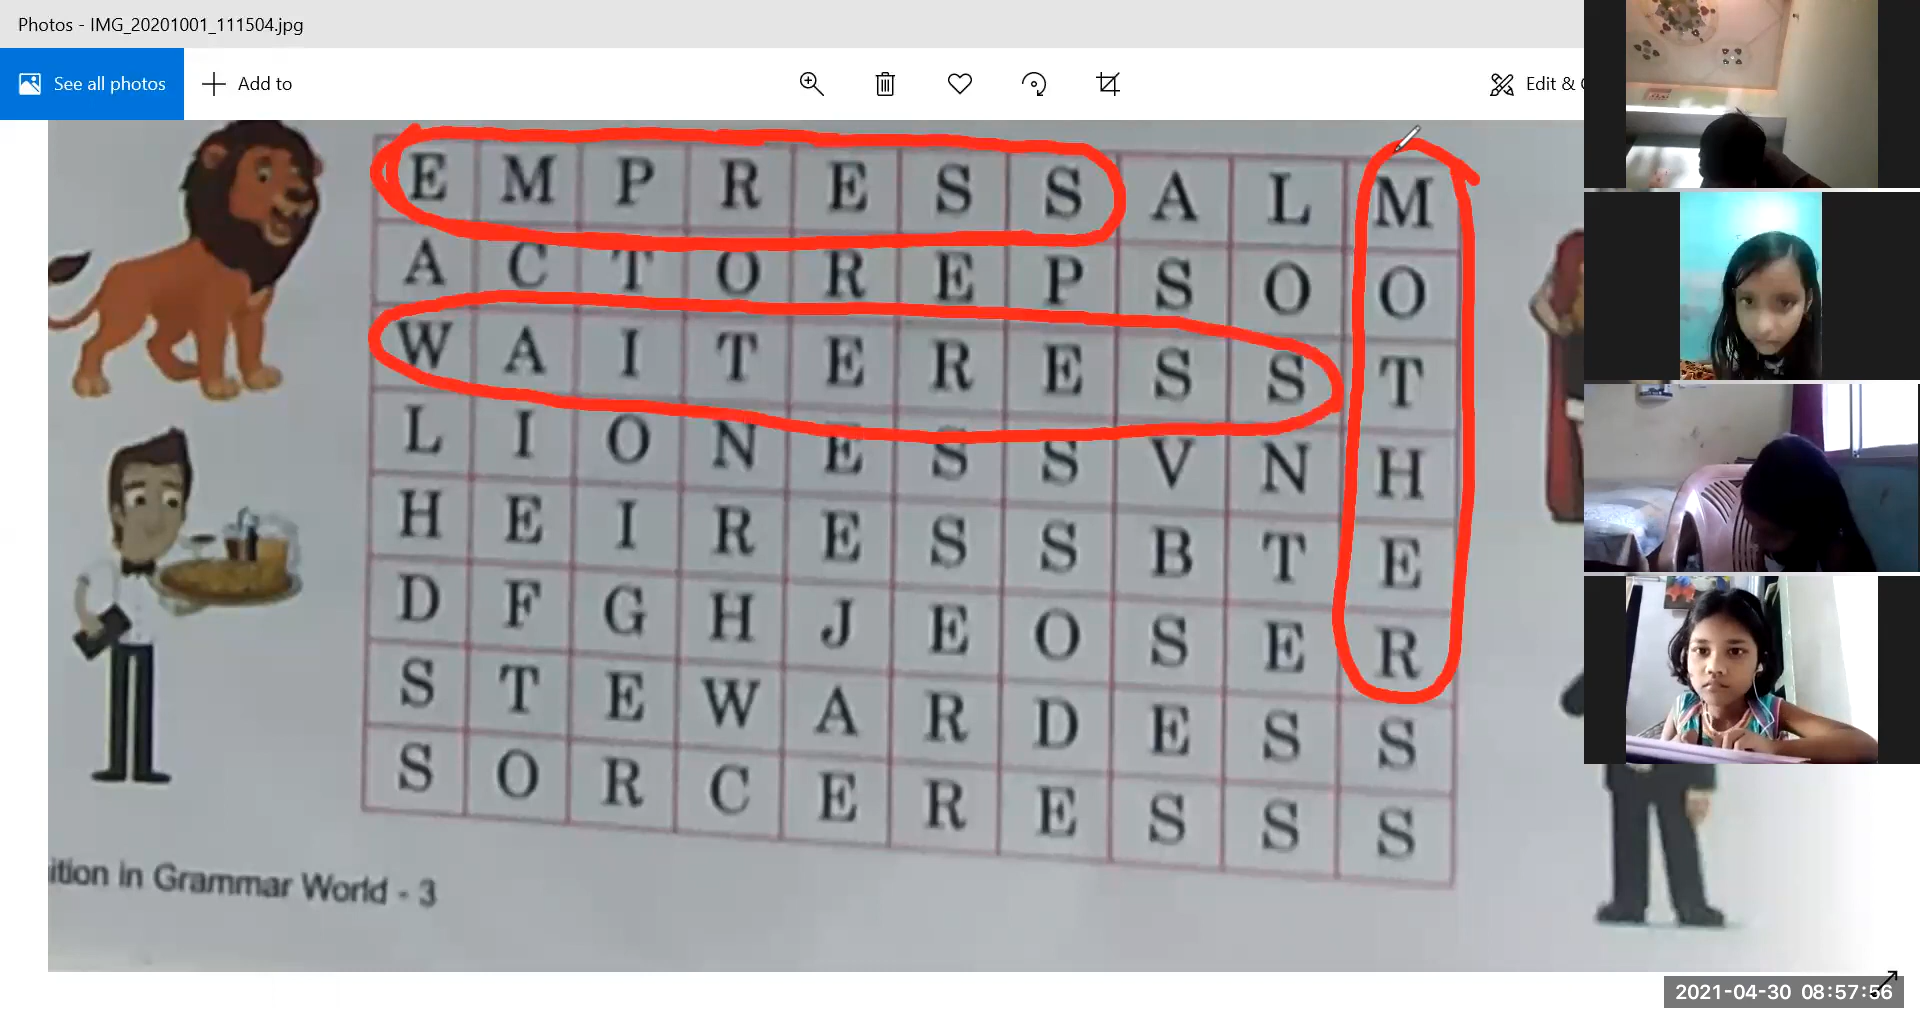 Photos - IMG_20201001_111504.jpg
See all photos
Add to
Edit &
E M P R E S S A L M
A C T O R E P S O O
W A I T E R E S S T
L I O N E S S V N H
H E I R E S S B T E
D F G H J E O S E R
S T E W A R D E S S
S O R C E R E S S S
ition in Grammar World - 3
2021-04-30 08:57:56